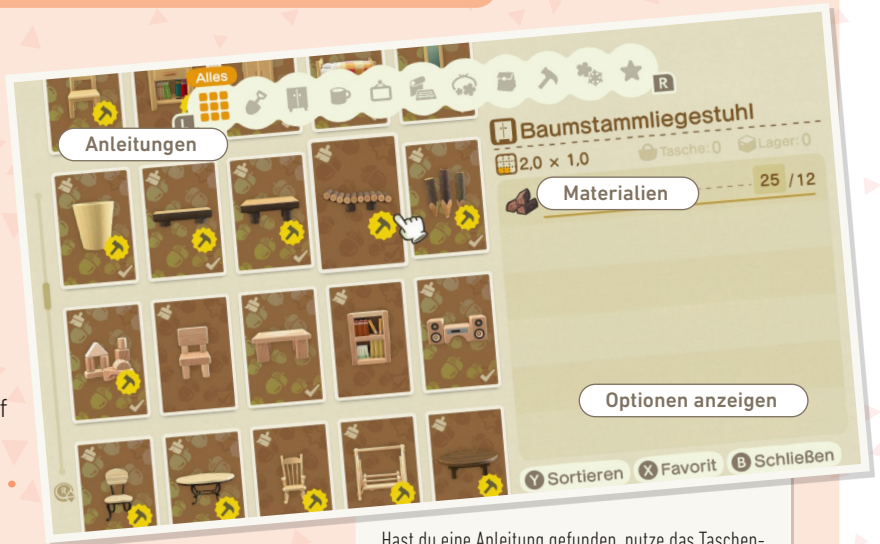 Alles
L
R
Anleitungen
Baumstammliegestuhl
2,0 × 1,0
Tasche: 0
Lager: 0
Materialien
25 / 12
Optionen anzeigen
Y Sortieren X Favorit B Schließen
f
Hast du eine Anleitung gefunden, nutze das Taschen-